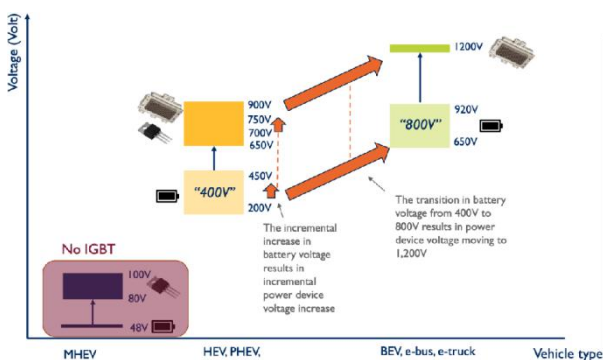 Voltage (Volt)
1200V
900V
750V
700V
650V
920V
"800V"
650V
450V
"400V"
200V
The transition in battery
voltage from 400V to
800V results in power
device voltage moving to
1,200V
The incremental
increase in
battery voltage
results in
incremental
power device
voltage increase
No IGBT
100V
80V
48V
MHEV
HEV, PHEV,
BEV, e-bus, e-truck
Vehicle type